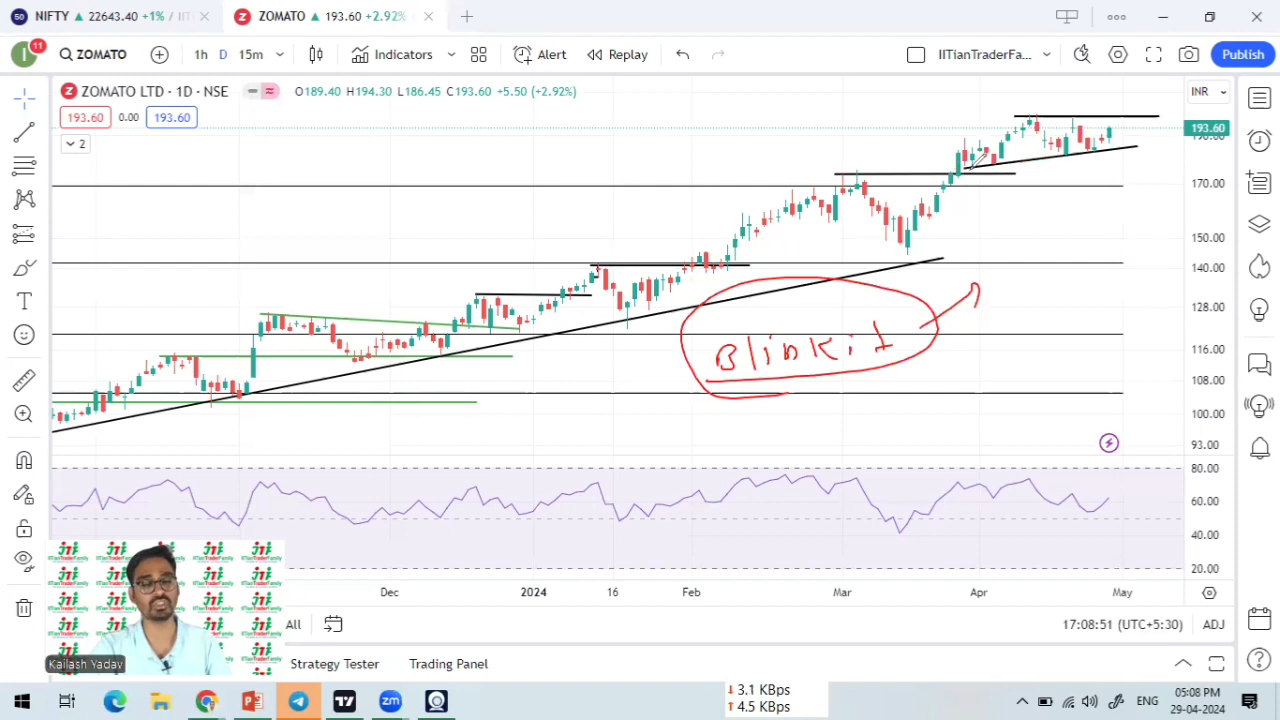 NIFTY ▲ 22643.40 +1% / IIT
ZOMATO ▲ 193.60 +2.92%
11
ZOMATO
1h D 15m
Indicators
Alert
Replay
IITianTraderFa...
Publish
ZOMATO LTD · 1D · NSE
O189.40 H194.30 L186.45 C193.60 +5.50 (+2.92%)
INR
193.60 0.00 193.60
2
193.60
190.00
170.00
150.00
140.00
128.00
116.00
108.00
100.00
93.00
Blinkit
80.00
60.00
40.00
20.00
Dec 2024 16 Feb Mar Apr May
All
17:08:51 (UTC+5:30) ADJ
IITianTraderFamily
Kailash Yadav
Strategy Tester Trading Panel
3.1 KBps
4.5 KBps
ENG
05:08 PM
29-04-2024